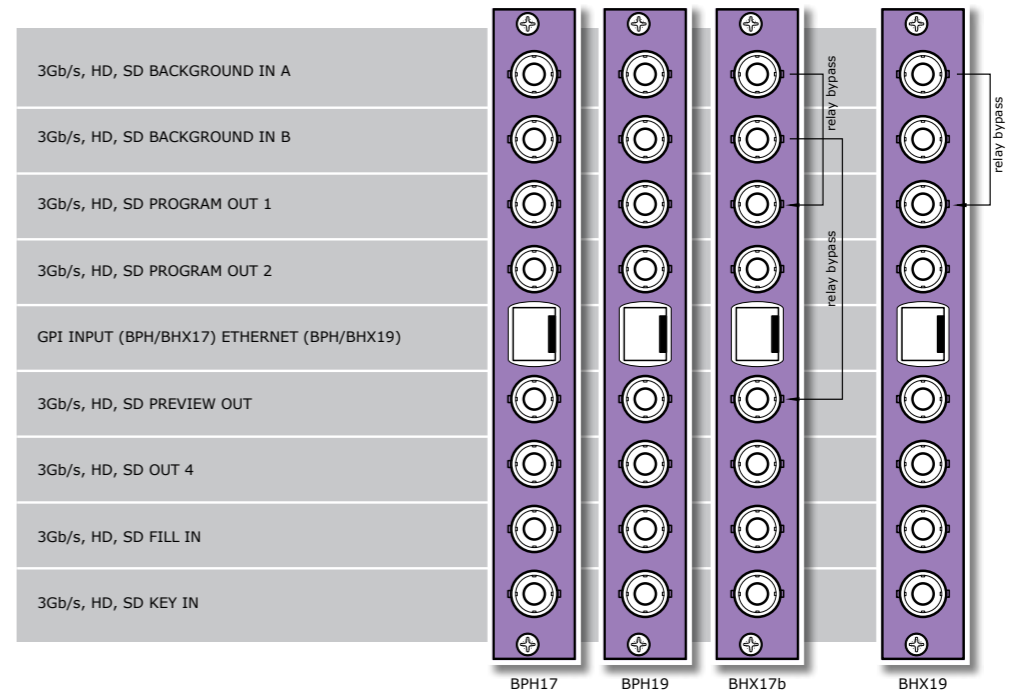 3Gb/s, HD, SD BACKGROUND IN A
3Gb/s, HD, SD BACKGROUND IN B
3Gb/s, HD, SD PROGRAM OUT 1
3Gb/s, HD, SD PROGRAM OUT 2
GPI INPUT (BPH/BHX17) ETHERNET (BPH/BHX19)
3Gb/s, HD, SD PREVIEW OUT
3Gb/s, HD, SD OUT 4
3Gb/s, HD, SD FILL IN
3Gb/s, HD, SD KEY IN
relay bypass
relay bypass
relay bypass
BPH17
BPH19
BHX17b
BHX19